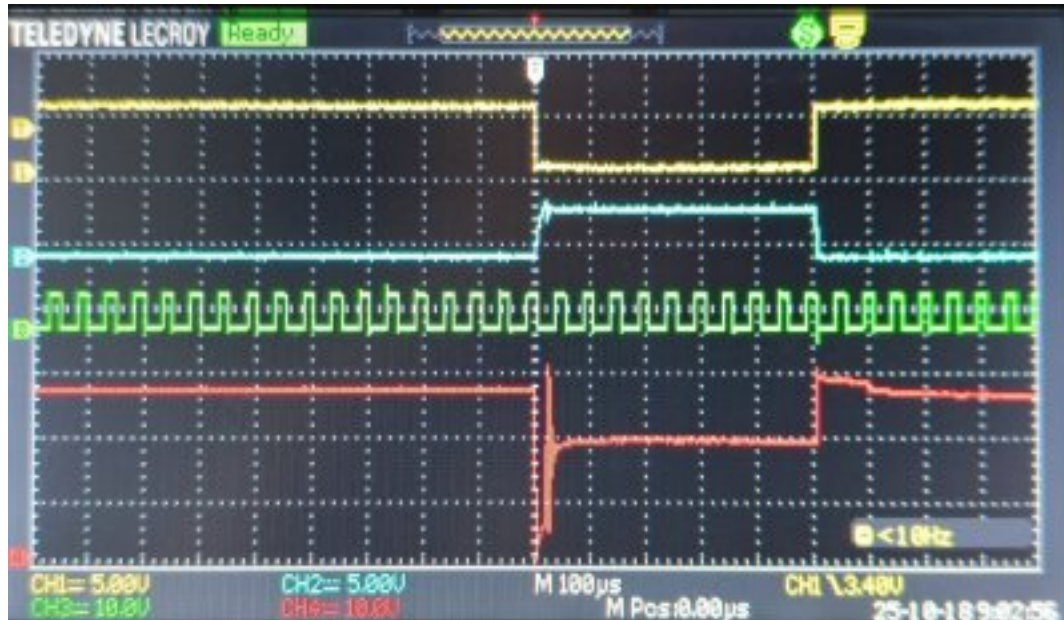 TELEDYNE LECROY Ready
CH1 5.00V CH2 5.00V M 100µs CH1 3.40V
CH3 10.0V CH4 10.0V M Pos:0.00µs 25-10-18 9:02:56
<10Hz